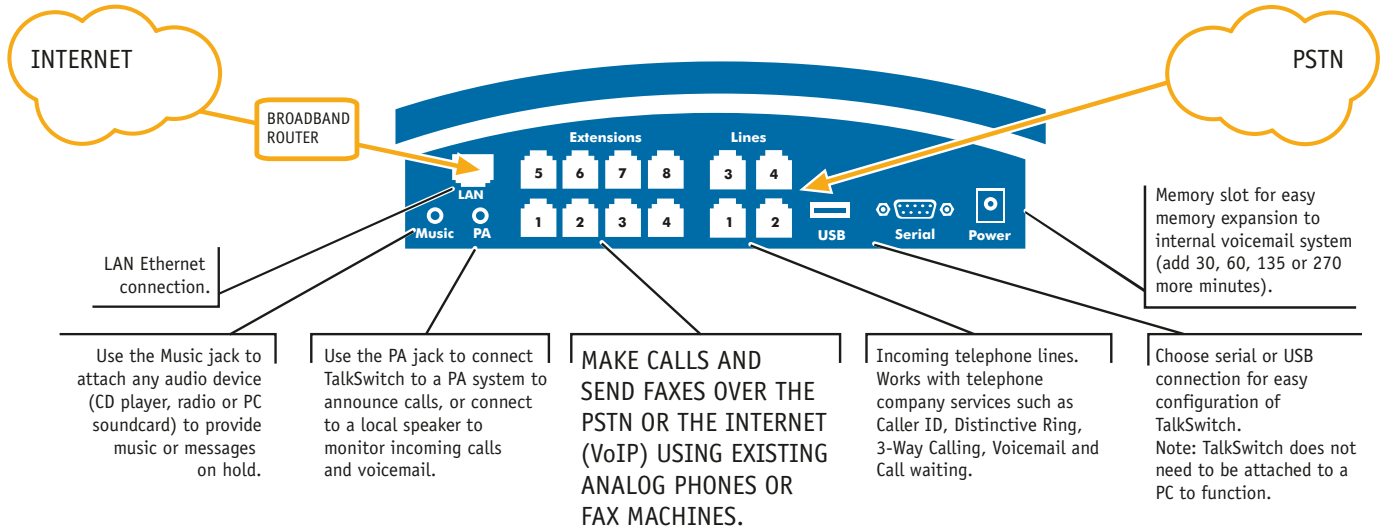 INTERNET
PSTN
BROADBAND
ROUTER
Extensions
Lines
5 6 7 8
3 4
LAN
1 2 3 4
1 2
Music
PA
USB
Serial
Power
LAN Ethernet
connection.
Memory slot for easy
memory expansion to
internal voicemail system
(add 30, 60, 135 or 270
more minutes).
Use the Music jack to
attach any audio device
(CD player, radio or PC
soundcard) to provide
music or messages
on hold.
Use the PA jack to connect
TalkSwitch to a PA system to
announce calls, or connect
to a local speaker to
monitor incoming calls
and voicemail.
MAKE CALLS AND
SEND FAXES OVER THE
PSTN OR THE INTERNET
(VoIP) USING EXISTING
ANALOG PHONES OR
FAX MACHINES.
Incoming telephone lines.
Works with telephone
company services such as
Caller ID, Distinctive Ring,
3-Way Calling, Voicemail and
Call waiting.
Choose serial or USB
connection for easy
configuration of
TalkSwitch.
Note: TalkSwitch does not
need to be attached to a
PC to function.